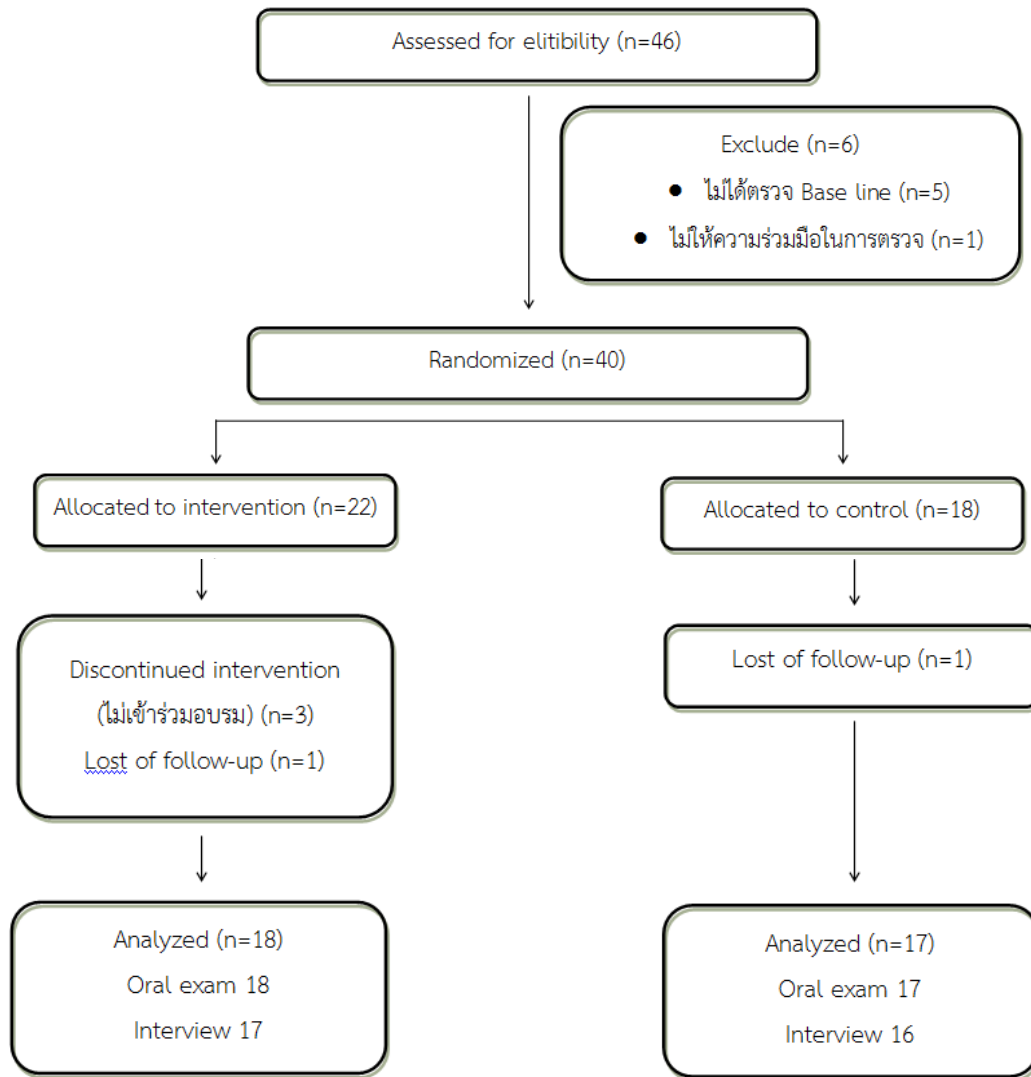 Assessed for elitibility (n=46)
Exclude (n=6)
● ไม่ได้ตรวจ Base line (n=5)
● ไม่ให้ความร่วมมือในการตรวจ (n=1)
Randomized (n=40)
Allocated to intervention (n=22)
Allocated to control (n=18)
Discontinued intervention
(ไม่เข้าร่วมอบรม) (n=3)
Lost of follow-up (n=1)
Lost of follow-up (n=1)
Analyzed (n=18)
Oral exam 18
Interview 17
Analyzed (n=17)
Oral exam 17
Interview 16